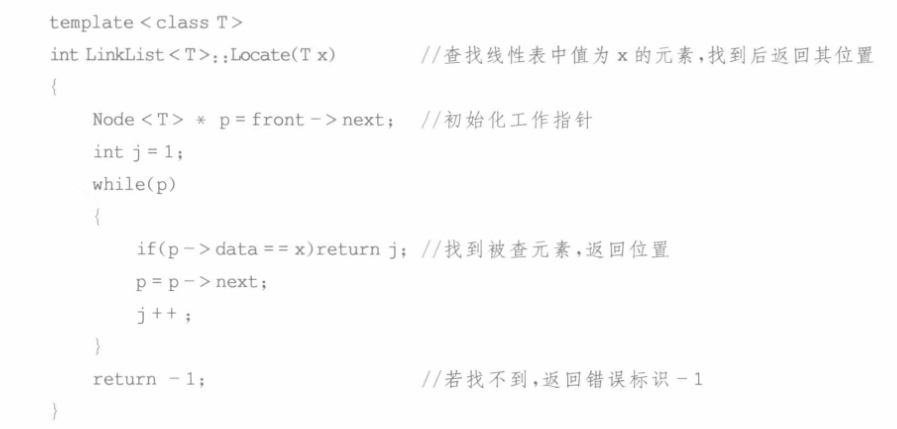 template<class T>
int LinkList<T>::Locate(T x) //查找线性表中值为 x 的元素,找到后返回其位置
{
Node<T> * p=front->next; //初始化工作指针
int j=1;
while(p)
{
if(p->data==x)return j; //找到被查元素,返回位置
p=p->next;
j++;
}
return -1; //若找不到,返回错误标识-1
}